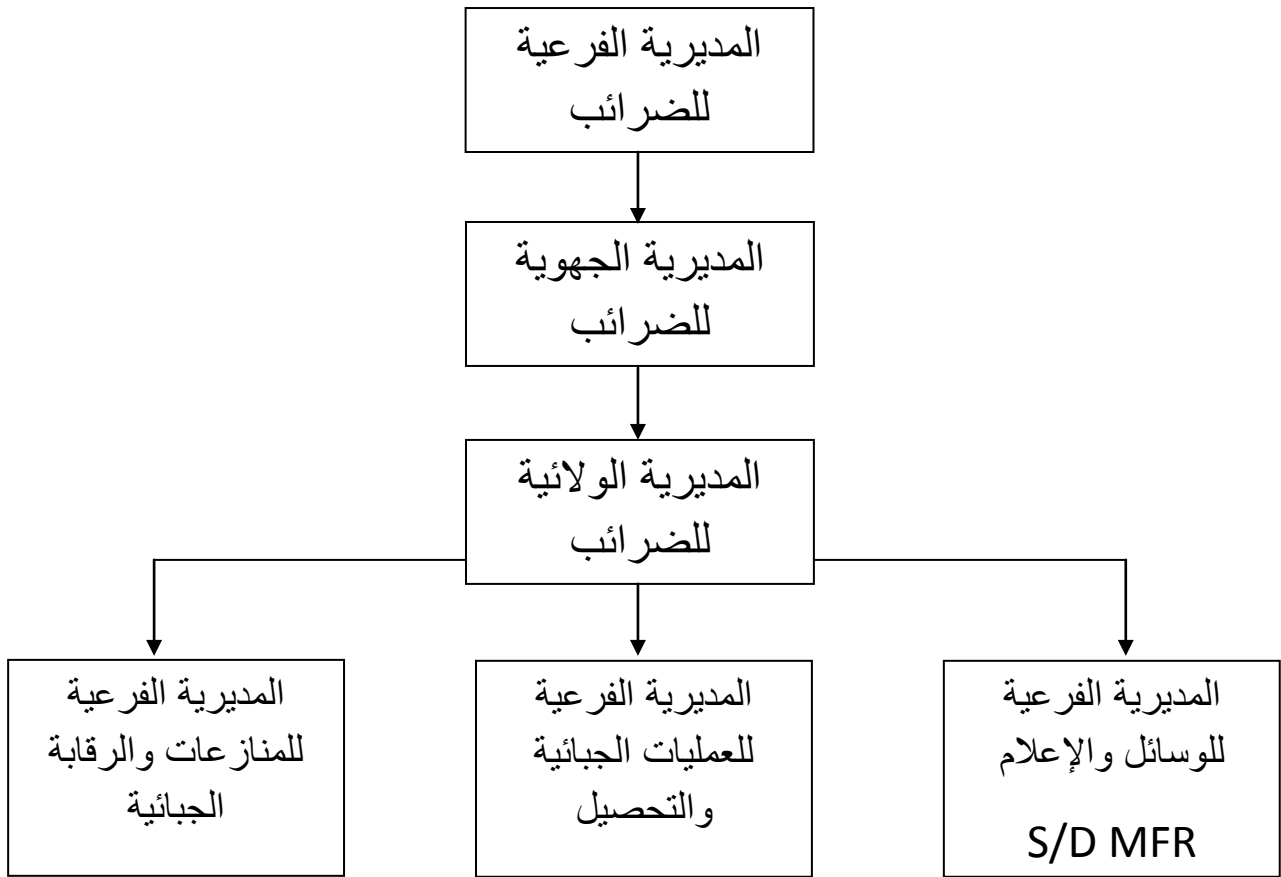 المديرية الفرعية
للضرائب
المديرية الجهوية
للضرائب
المديرية الولائية
للضرائب
المديرية الفرعية
للوسائل والإعلام
S/D MFR
المديرية الفرعية
للعمليات الجبائية
والتحصيل
المديرية الفرعية
للمنازعات والرقابة
الجبائية